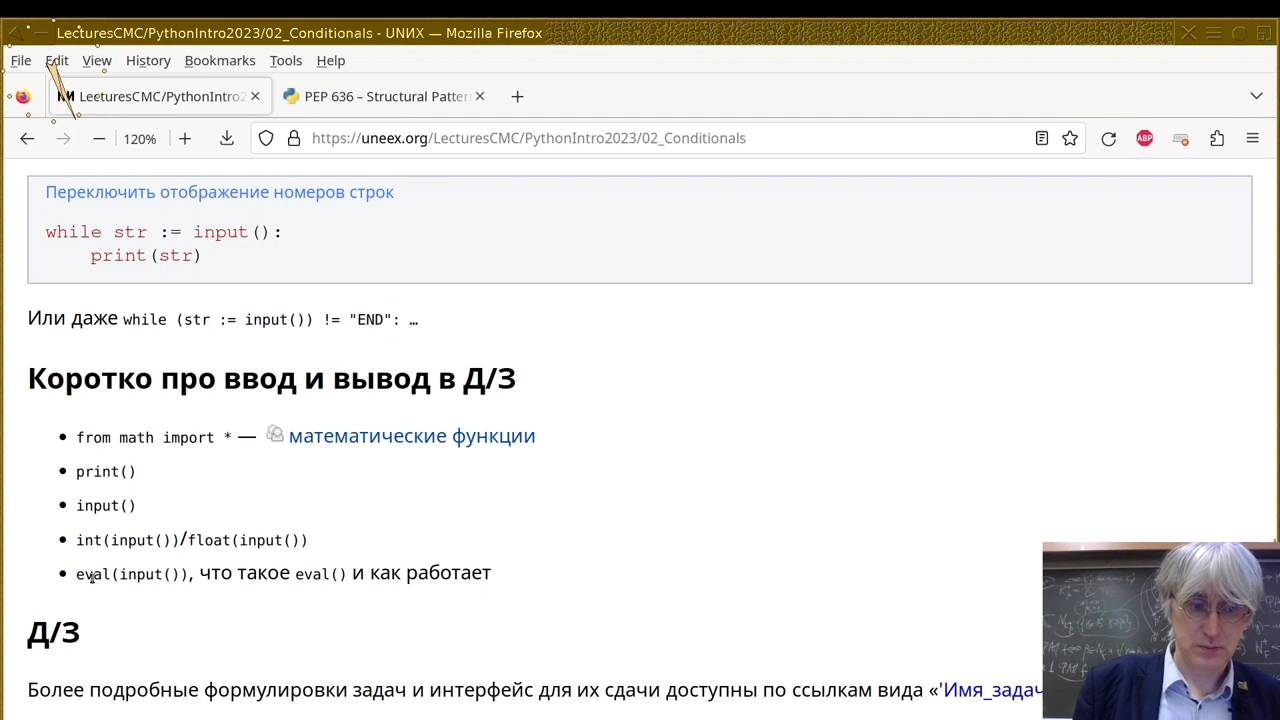 LecturesCMC/PythonIntro2023/02_Conditionals - UNИX — Mozilla Firefox
File Edit View History Bookmarks Tools Help
LecturesCMC/PythonIntro2 PEP 636 – Structural Patter
120% https://uneex.org/LecturesCMC/PythonIntro2023/02_Conditionals ABP
Переключить отображение номеров строк
while str := input():
print(str)
Или даже while (str := input()) != "END": …
Коротко про ввод и вывод в Д/З
from math import * — математические функции
print()
input()
int(input())/float(input())
eval(input()), что такое eval() и как работает
Д/З
Более подробные формулировки задач и интерфейс для их сдачи доступны по ссылкам вида «'Имя_задач